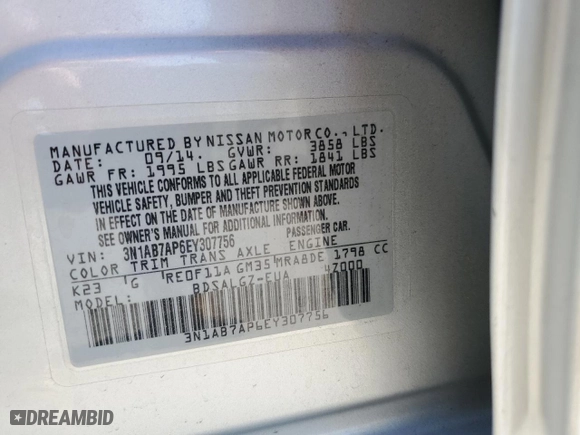 MANUFACTURED BY NISSAN MOTOR CO., LTD.
DATE: 09/14. GVWR: 3858 LBS
GAWR FR: 1995 LBS GAWR RR: 1841 LBS
THIS VEHICLE CONFORMS TO ALL APPLICABLE FEDERAL MOTOR
VEHICLE SAFETY, BUMPER AND THEFT PREVENTION STANDARDS
IN EFFECT ON THE DATE OF MANUFACTURE SHOWN ABOVE.
SEE OWNER'S MANUAL FOR ADDITIONAL INFORMATION.
VIN: 3N1AB7AP6EY307756 PASSENGER CAR.
COLOR TRIM TRANS AXLE ENGINE
K23 G RE0F11A GM35 MRA8DE 1798 CC
MODEL: BDSALGZ-EUA 47000
3N1AB7AP6EY307756
DREAMBID